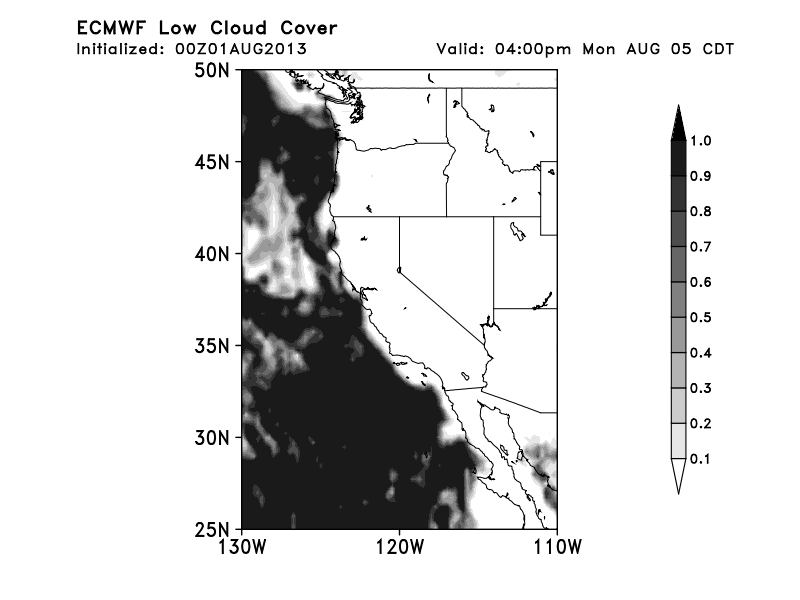 ECMWF Low Cloud Cover
Initialized: 00Z01AUG2013 Valid: 04:00pm Mon AUG 05 CDT
50N
45N
40N
35N
30N
25N
130W 120W 110W
1.0
0.9
0.8
0.7
0.6
0.5
0.4
0.3
0.2
0.1